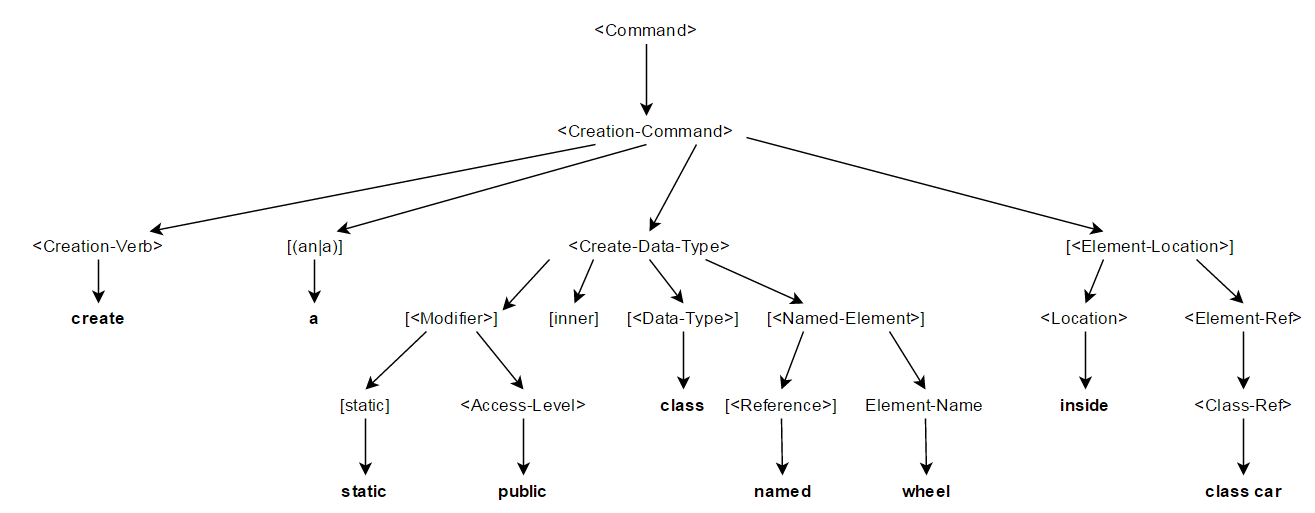 <Command>
<Creation-Command>
<Creation-Verb> [(an|a)] <Create-Data-Type> [<Element-Location>]
create a [<Modifier>] [inner] [<Data-Type>] [<Named-Element>] <Location> <Element-Ref>
[static] <Access-Level> class [<Reference>] Element-Name inside <Class-Ref>
static public named wheel class car